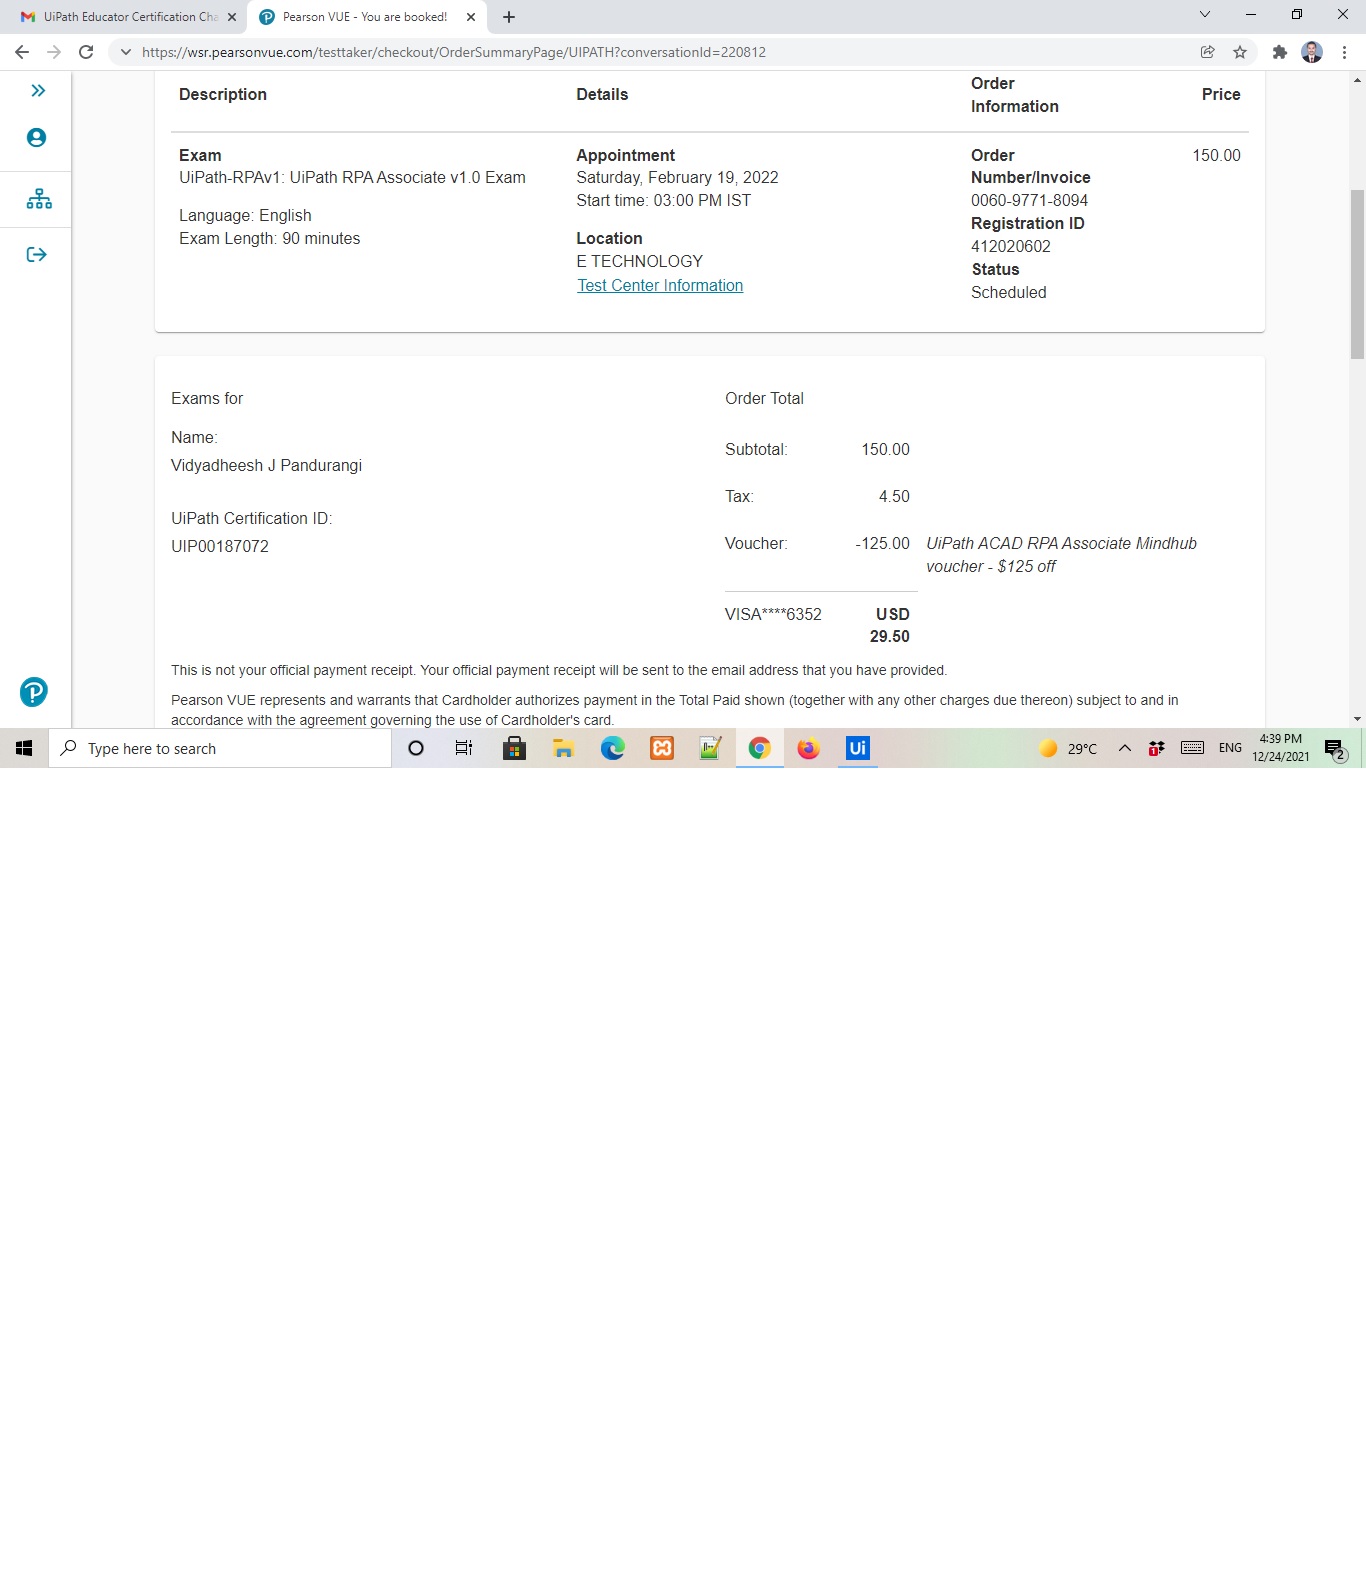 UiPath Educator Certification Cha
Pearson VUE - You are booked!
https://wsr.pearsonvue.com/testtaker/checkout/OrderSummaryPage/UIPATH?conversationId=220812
Description
Details
Order
Information
Price
Exam
UiPath-RPAv1: UiPath RPA Associate v1.0 Exam
Language: English
Exam Length: 90 minutes
Appointment
Saturday, February 19, 2022
Start time: 03:00 PM IST
Location
E TECHNOLOGY
Test Center Information
Order
Number/Invoice
0060-9771-8094
Registration ID
412020602
Status
Scheduled
150.00
Exams for
Name:
Vidyadheesh J Pandurangi
UiPath Certification ID:
UIP00187072
Order Total
Subtotal: 150.00
Tax: 4.50
Voucher: -125.00 UiPath ACAD RPA Associate Mindhub
voucher - $125 off
VISA****6352 USD
29.50
This is not your official payment receipt. Your official payment receipt will be sent to the email address that you have provided.
Pearson VUE represents and warrants that Cardholder authorizes payment in the Total Paid shown (together with any other charges due thereon) subject to and in
accordance with the agreement governing the use of Cardholder's card.
Type here to search
Ui
29°C
1
ENG
4:39 PM
12/24/2021
2